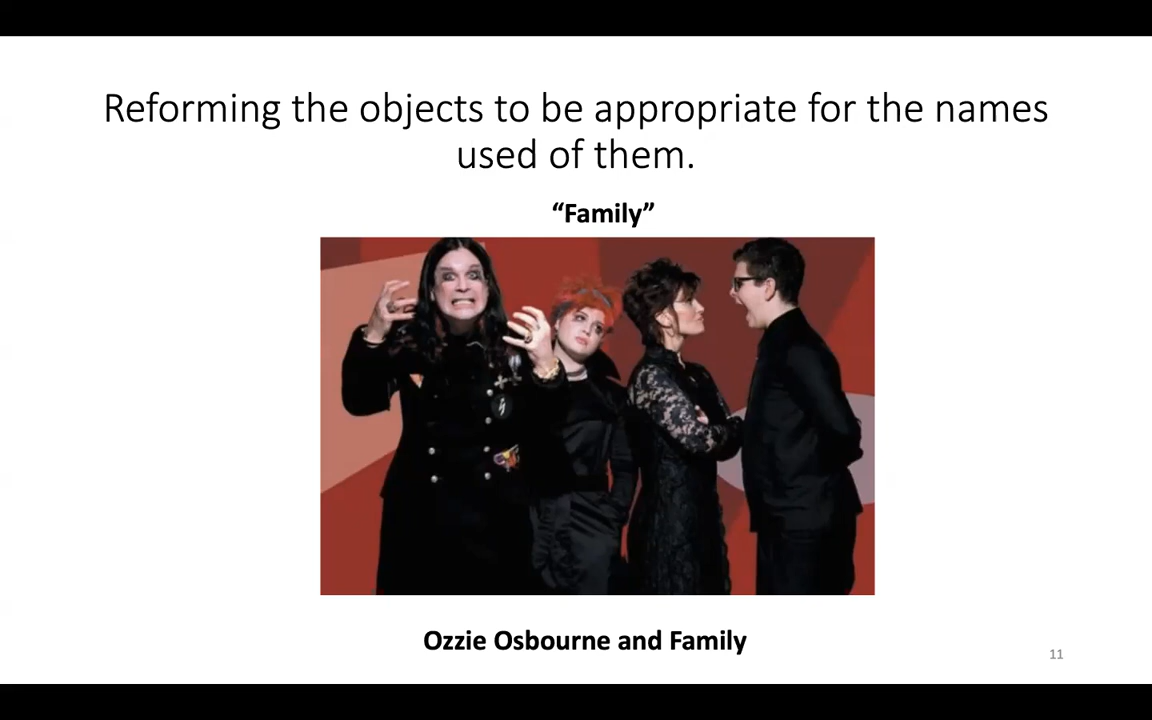 Reforming the objects to be appropriate for the names
used of them.
“Family”
Ozzie Osbourne and Family
11